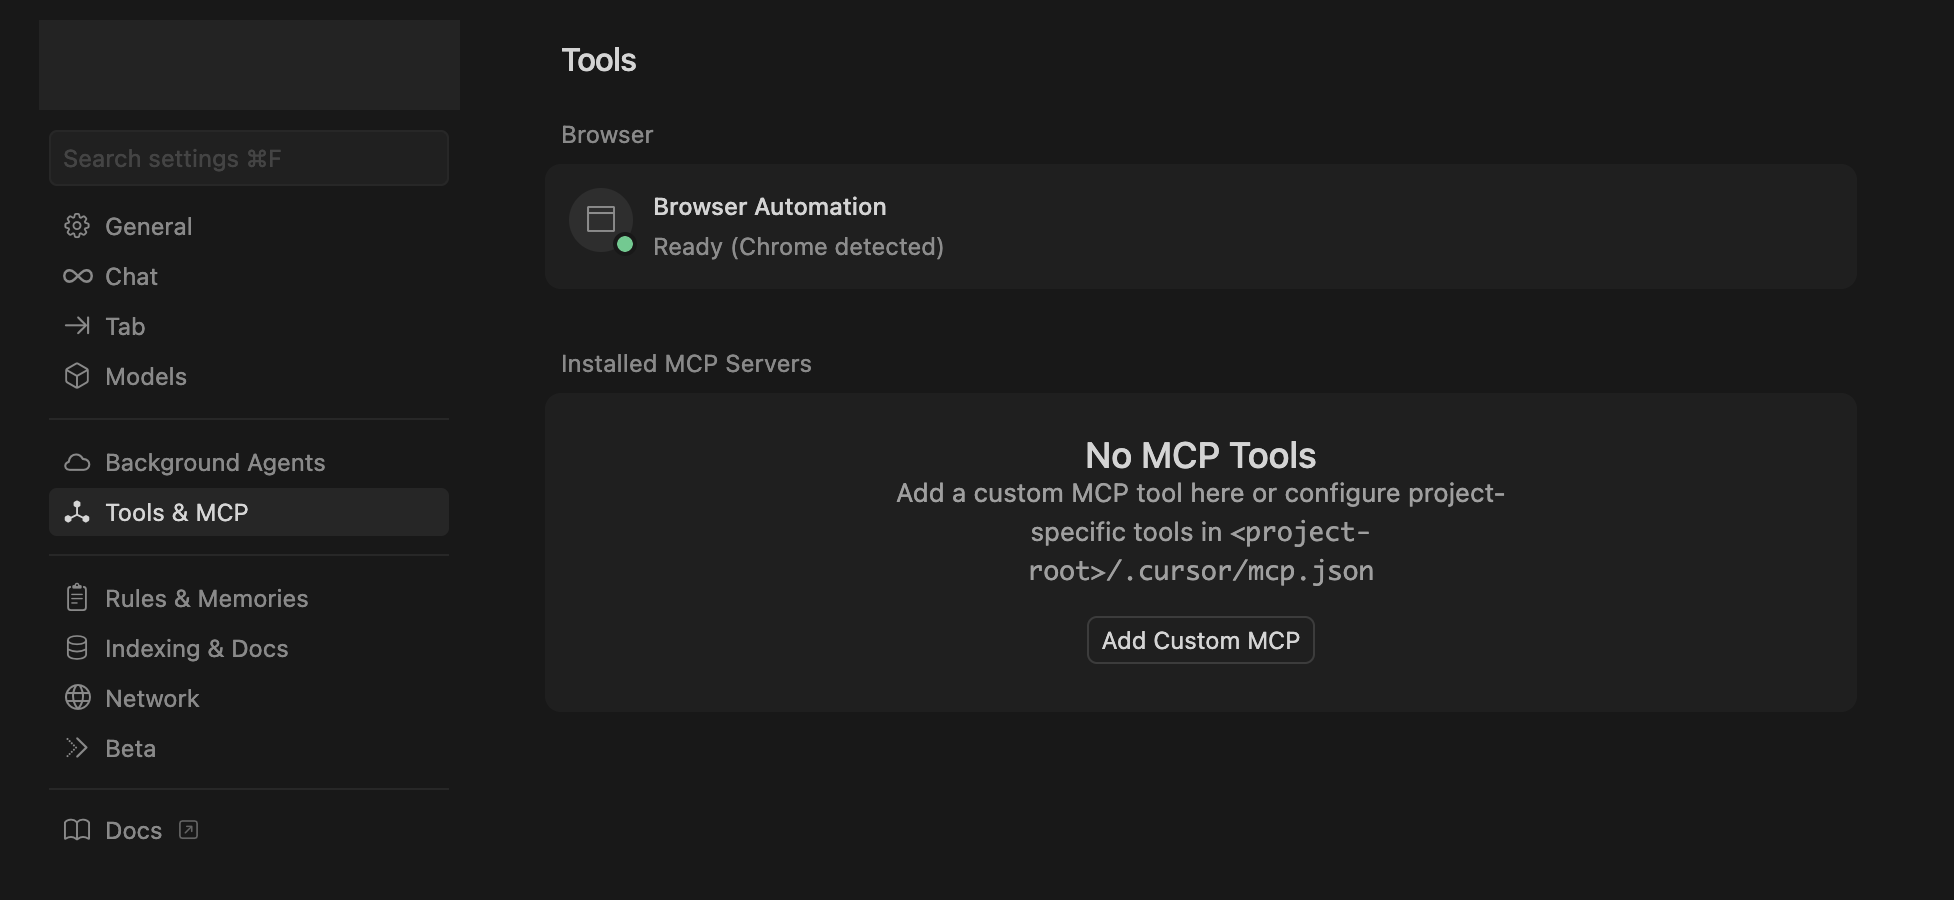 Search settings ⌘F
General
Chat
Tab
Models
Background Agents
Tools & MCP
Rules & Memories
Indexing & Docs
Network
Beta
Docs
Tools
Browser
Browser Automation
Ready (Chrome detected)
Installed MCP Servers
No MCP Tools
Add a custom MCP tool here or configure project-
specific tools in <project-
root>/.cursor/mcp.json
Add Custom MCP